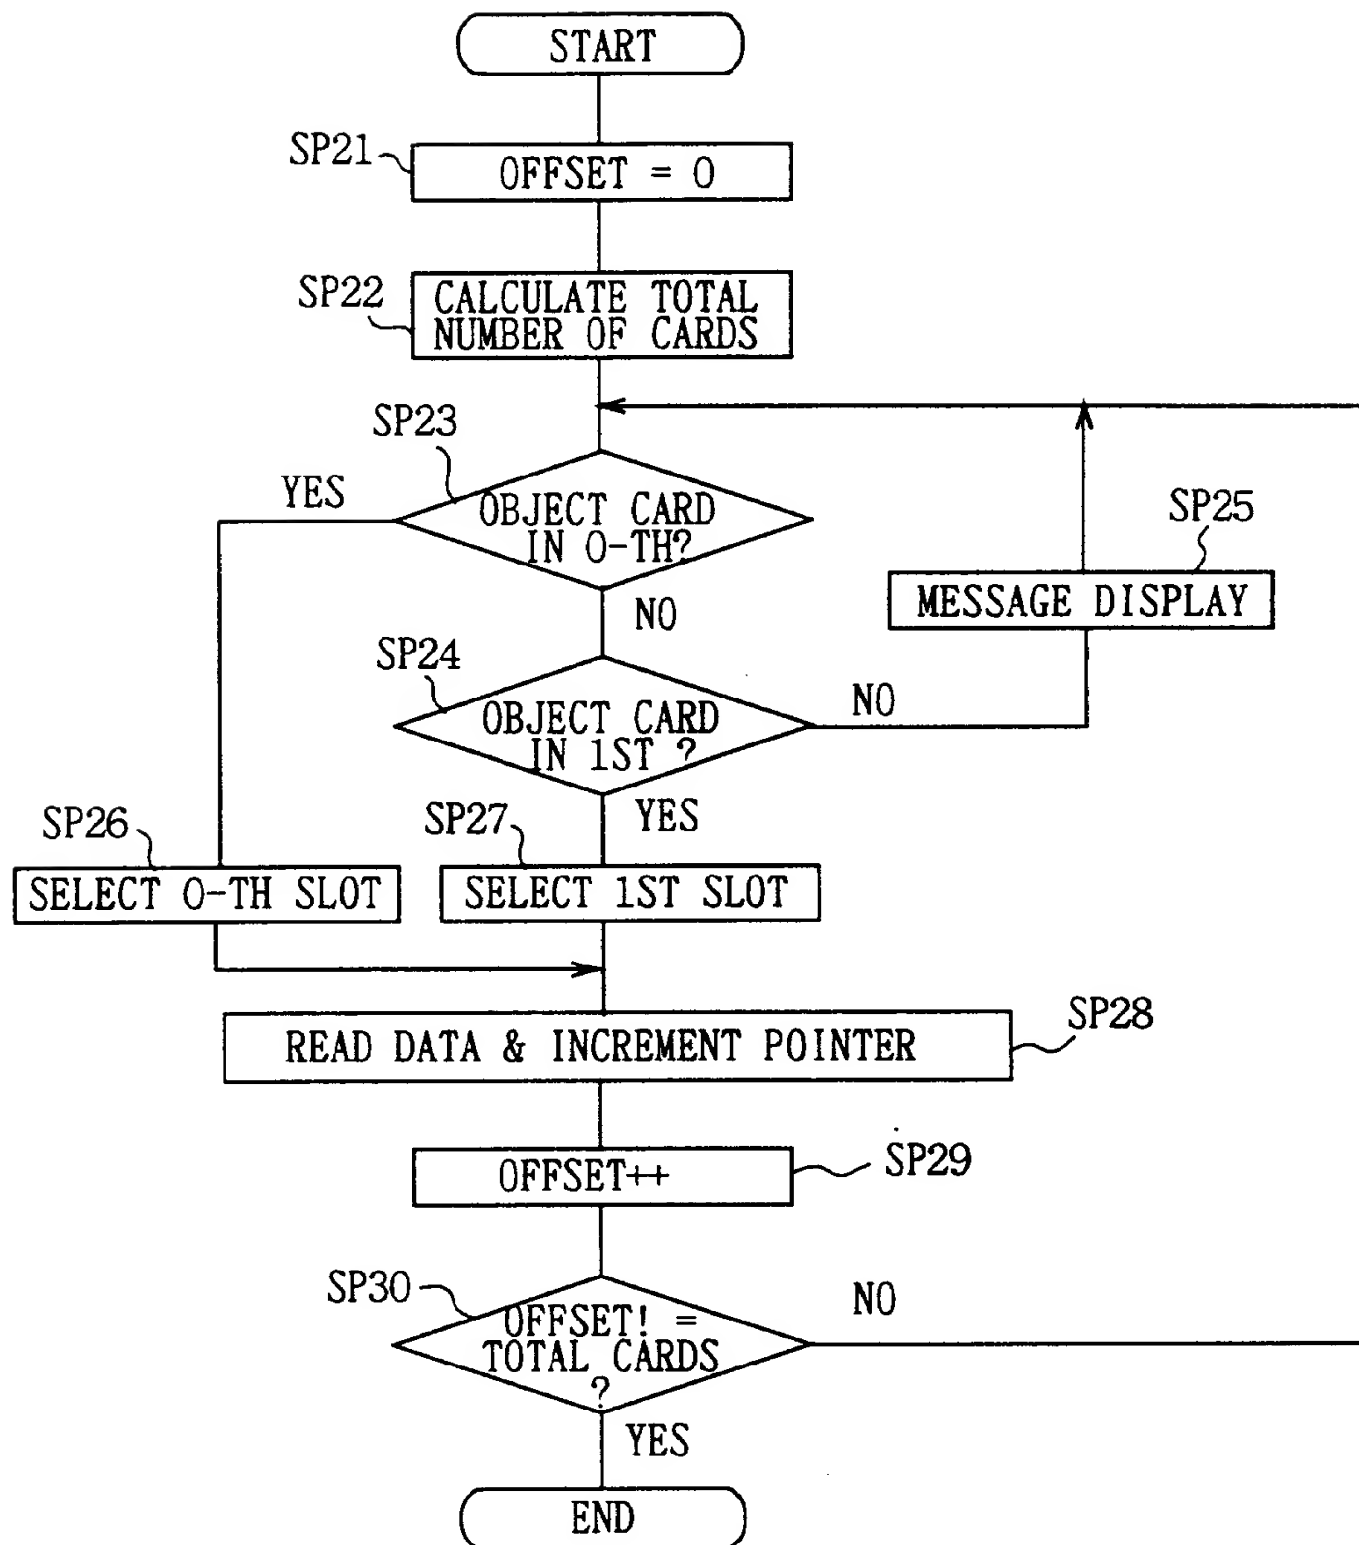 START
SP21
OFFSET = 0
SP22
CALCULATE TOTAL
NUMBER OF CARDS
SP23
YES
OBJECT CARD
IN 0-TH?
SP25
MESSAGE DISPLAY
NO
SP24
NO
OBJECT CARD
IN 1ST ?
YES
SP26
SP27
SELECT 0-TH SLOT
SELECT 1ST SLOT
SP28
READ DATA & INCREMENT POINTER
OFFSET++
SP29
SP30
NO
OFFSET! =
TOTAL CARDS
?
YES
END